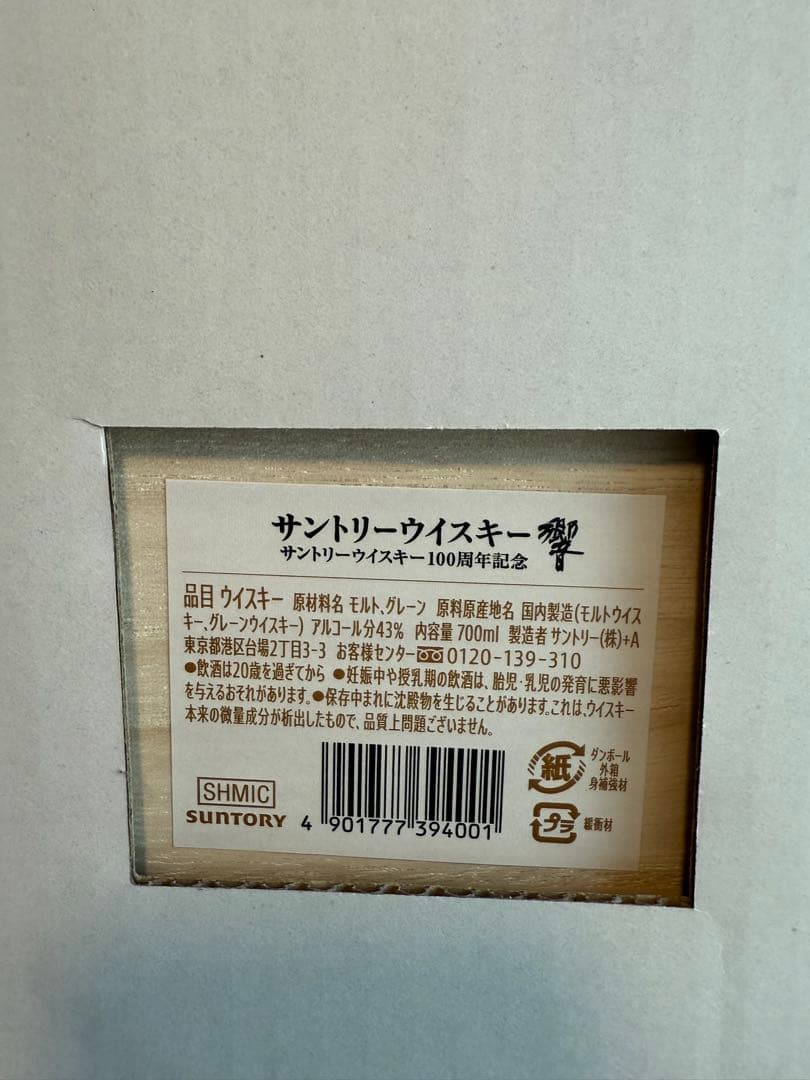 サントリーウイスキー 響
サントリーウイスキー100周年記念
品目 ウイスキー 原材料名 モルト、グレーン 原料原産地名 国内製造(モルトウイス
キー、グレーンウイスキー) アルコール分43% 内容量 700ml 製造者 サントリー(株)+A
東京都港区台場2丁目3-3 お客様センター 0120-139-310
●飲酒は20歳を過ぎてから ●妊娠中や授乳期の飲酒は、胎児・乳児の発育に悪影響
を与えるおそれがあります。●保存中まれに沈殿物を生じることがあります。これは、ウイスキー
本来の微量成分が析出したもので、品質上問題ございません。
SHMIC
SUNTORY
4 901777 394001
紙
ダンボール
外箱
身補強材
プラ
緩衝材